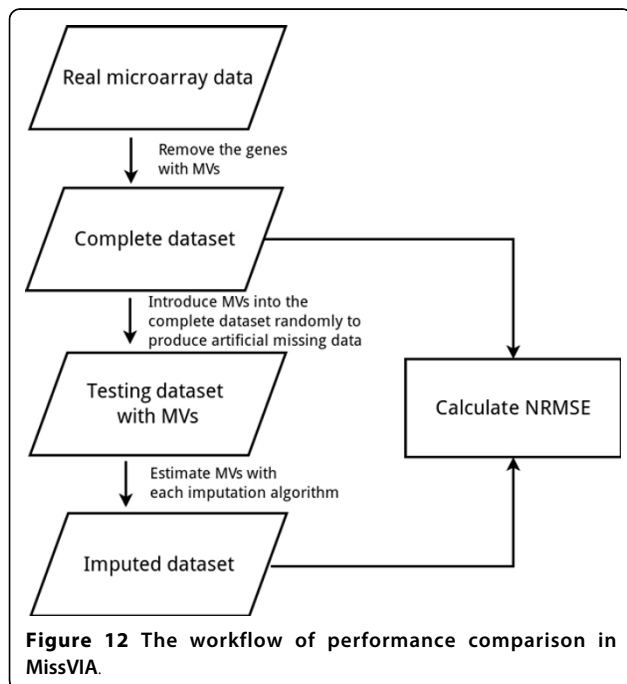 Real microarray data
Remove the genes
with MVs
Complete dataset
Introduce MVs into the
complete dataset randomly to
produce artificial missing data
Testing dataset
with MVs
Calculate NRMSE
Estimate MVs with
each imputation algorithm
Imputed dataset
Figure 12 The workflow of performance comparison in
MissVIA.